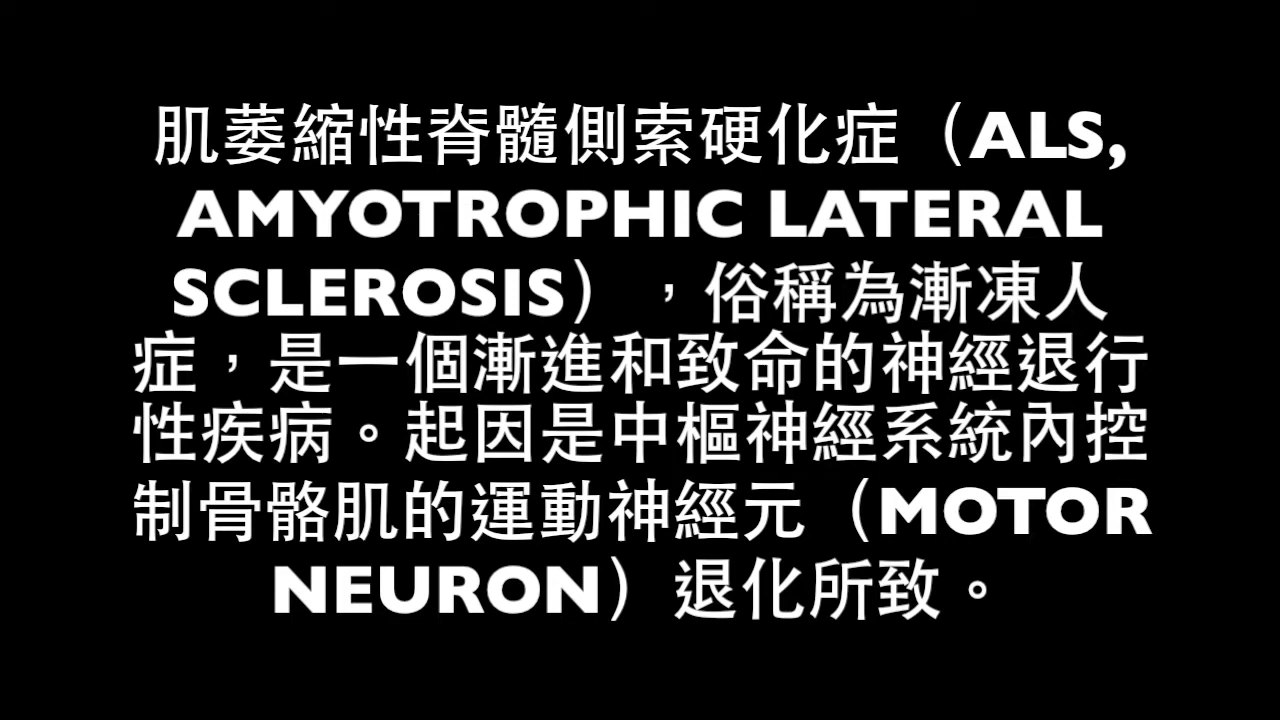 肌萎縮性脊髓側索硬化症（ALS,
AMYOTROPHIC LATERAL
SCLEROSIS），俗稱為漸凍人
症，是一個漸進和致命的神經退行
性疾病。起因是中樞神經系統內控
制骨骼肌的運動神經元（MOTOR
NEURON）退化所致。